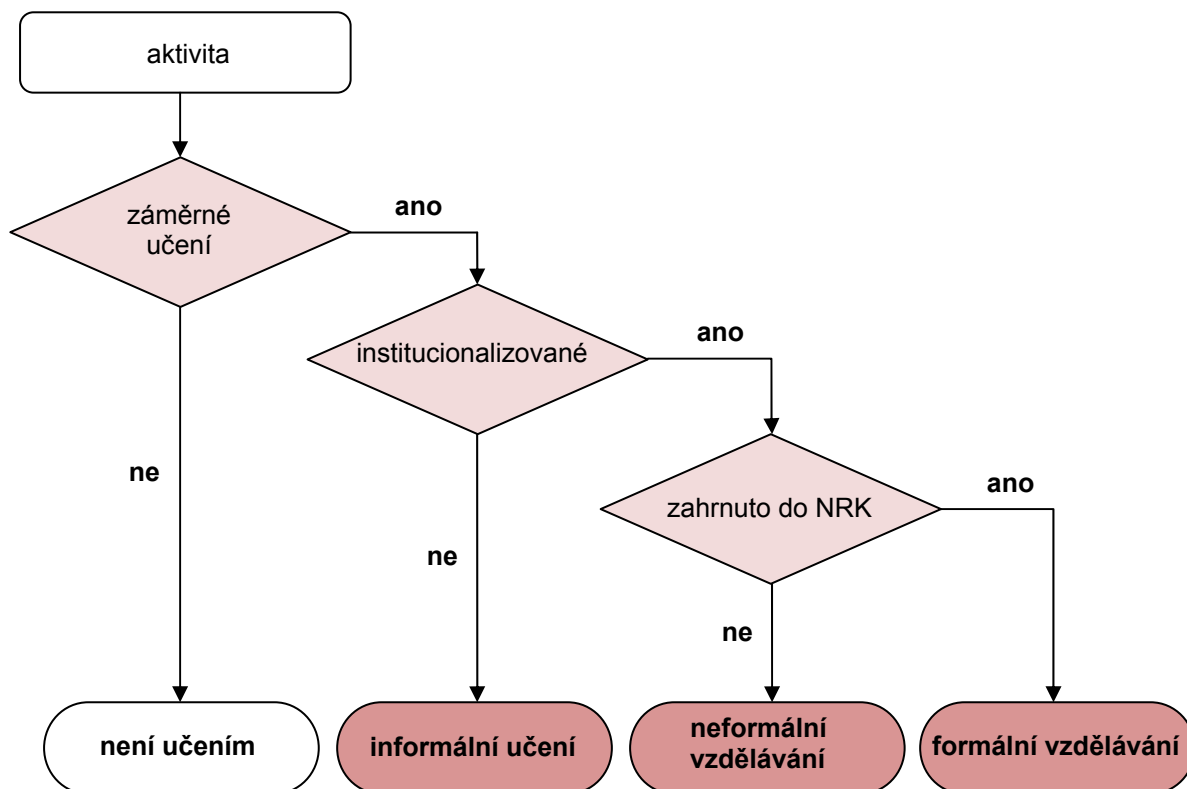 aktivita
záměrné
učení
ano
institucionalizované
ano
ne
zahrnuto do NRK
ano
ne
ne
není učením
informální učení
neformální
vzdělávání
formální vzdělávání